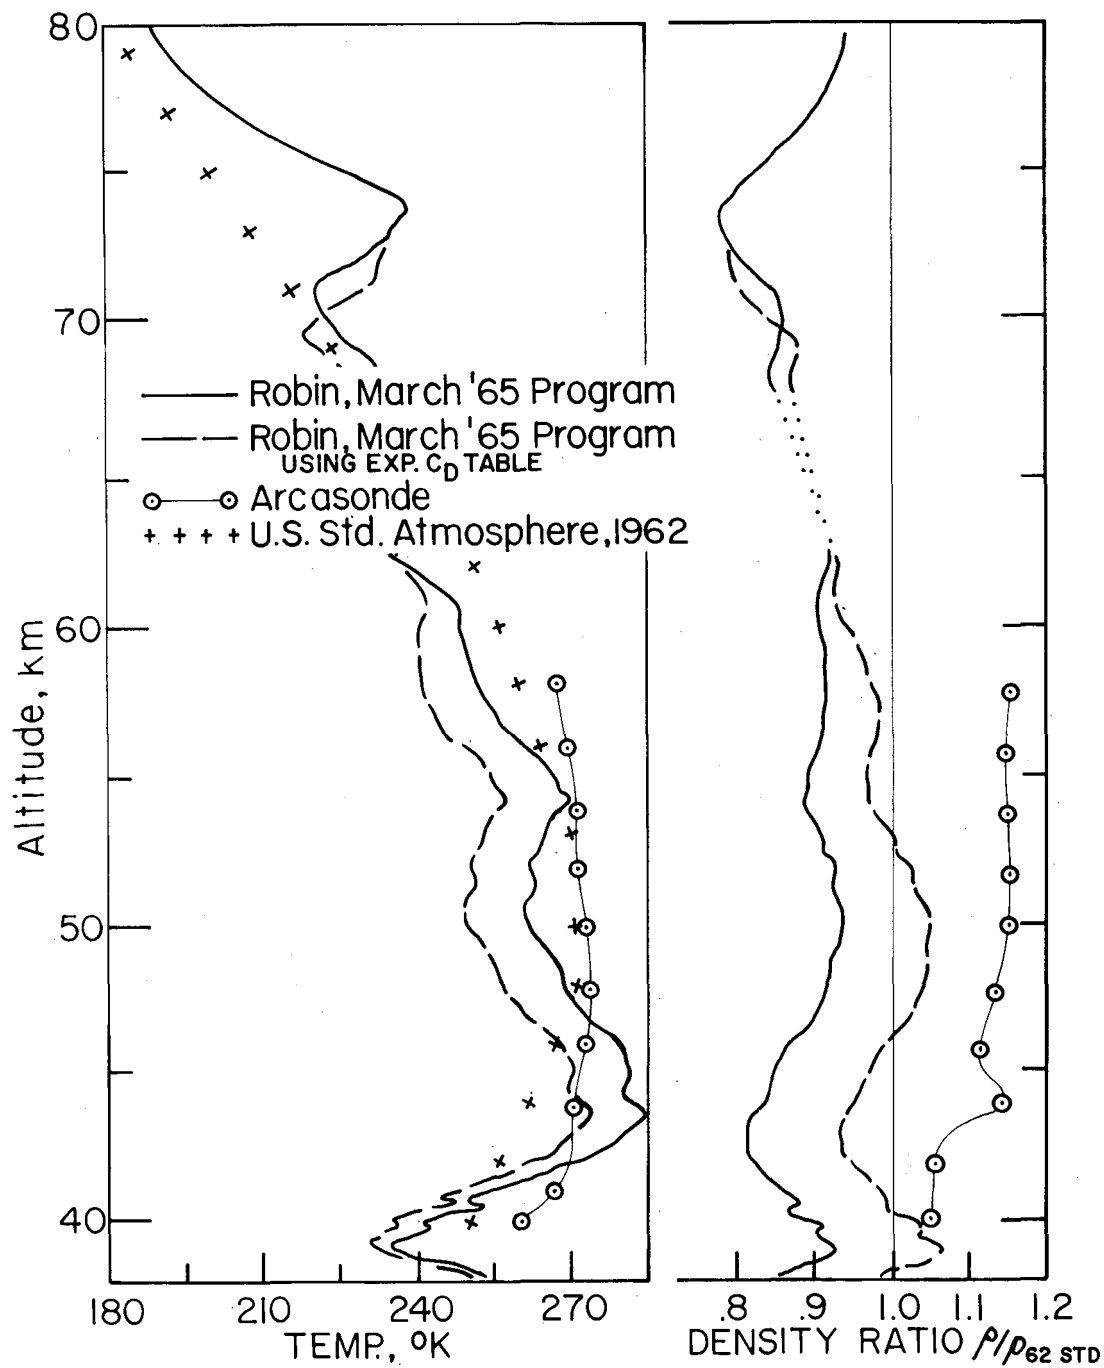 80
70
60
50
40
Altitude, km
Robin, March '65 Program
Robin, March '65 Program
USING EXP. CD TABLE
Arcasonde
U.S. Std. Atmosphere, 1962
180 210 240 270
TEMP., °K
.8 .9 1.0 1.1 1.2
DENSITY RATIO ρ/ρ62 STD